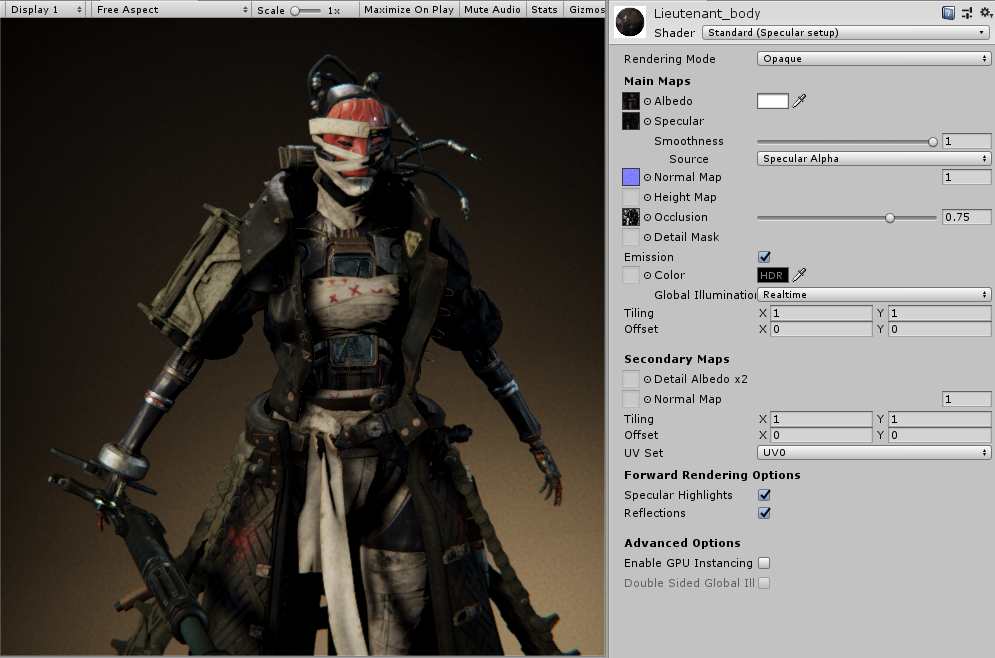 Display 1 Free Aspect Scale 1x Maximize On Play Mute Audio Stats Gizmos
Lieutenant_body
Shader Standard (Specular setup)
Rendering Mode Opaque
Main Maps
Albedo
Specular
Smoothness 1
Source Specular Alpha
Normal Map 1
Height Map
Occlusion 0.75
Detail Mask
Emission
Color HDR
Global Illumination Realtime
Tiling X 1 Y 1
Offset X 0 Y 0
Secondary Maps
Detail Albedo x2
Normal Map 1
Tiling X 1 Y 1
Offset X 0 Y 0
UV Set UV0
Forward Rendering Options
Specular Highlights
Reflections
Advanced Options
Enable GPU Instancing
Double Sided Global Ill